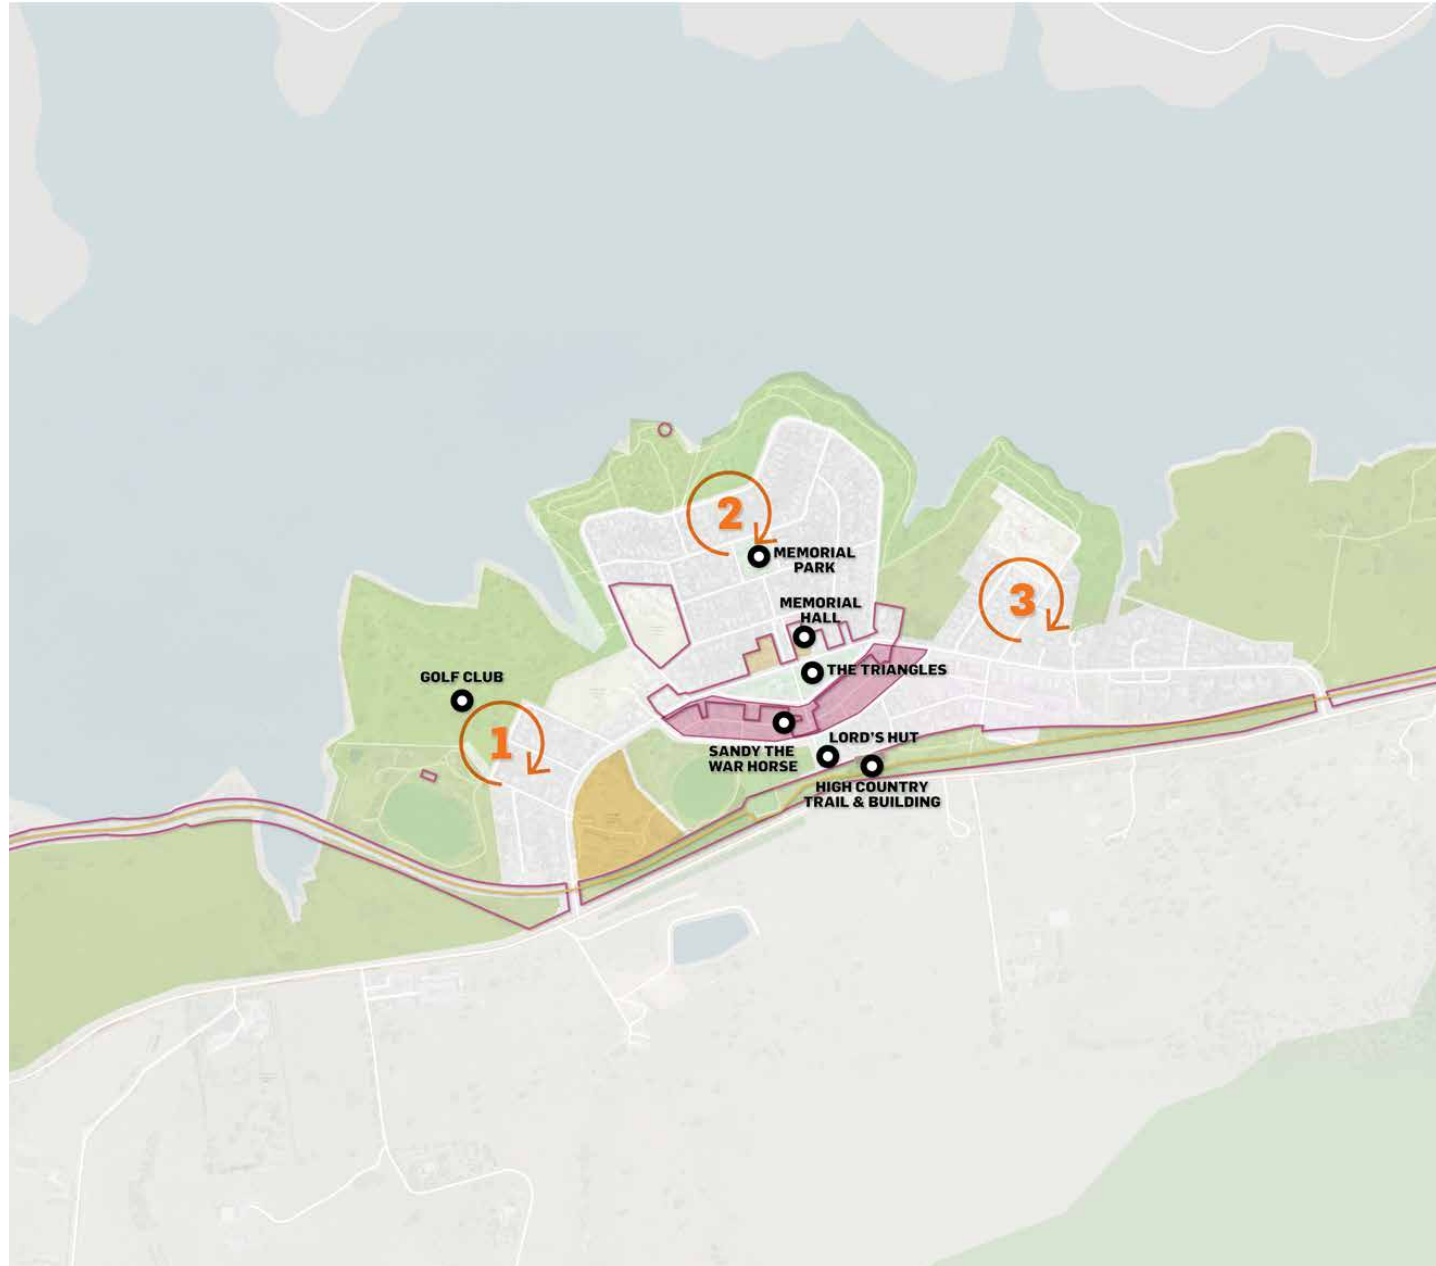 2
MEMORIAL
PARK
MEMORIAL
HALL
3
GOLF CLUB
THE TRIANGLES
1
SANDY THE
WAR HORSE
LORD'S HUT
HIGH COUNTRY
TRAIL & BUILDING